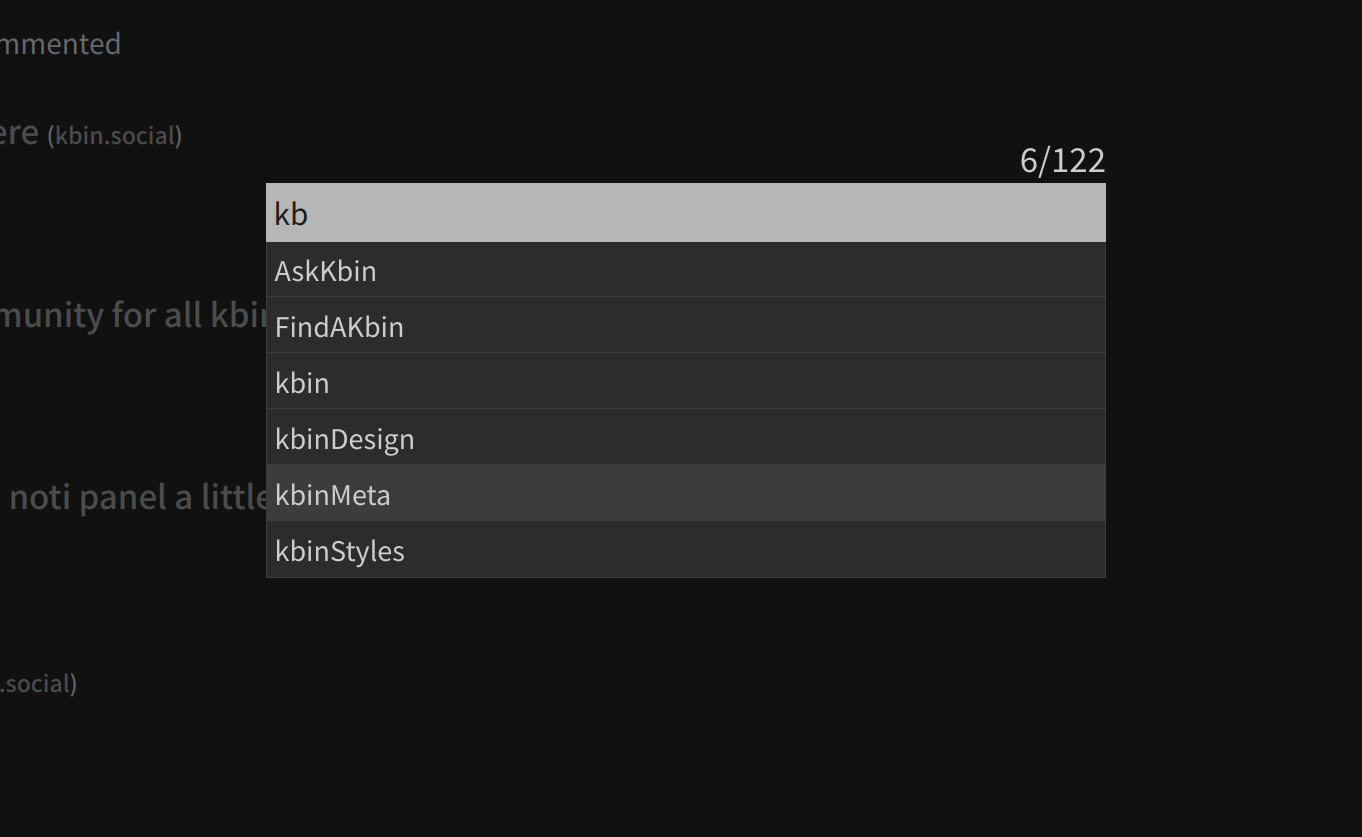 mmented
ere (kbin.social)
6/122
kb
AskKbin
FindAKbin
munity for all kbin
kbin
kbinDesign
noti panel a little
kbinMeta
kbinStyles
.social)